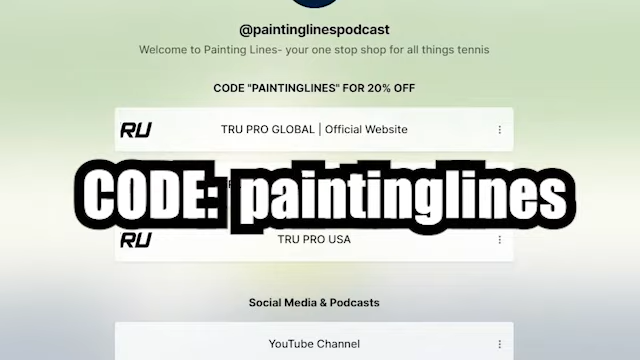 @paintinglinespodcast
Welcome to Painting Lines- your one stop shop for all things tennis
CODE "PAINTINGLINES" FOR 20% OFF
RU TRU PRO GLOBAL | Official Website
CODE: paintinglines
RU TRU PRO USA
Social Media & Podcasts
YouTube Channel